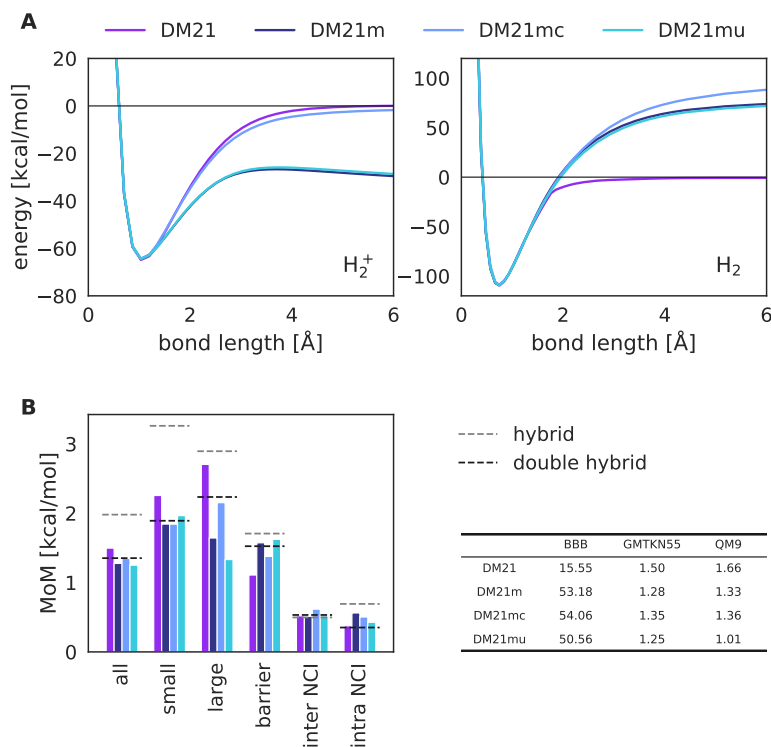 A
DM21 DM21m DM21mc DM21mu
energy [kcal/mol]
20
0
−20
−40
−60
−80
0 2 4 6
bond length [Å]
H₂⁺
100
50
0
−50
−100
0 2 4 6
bond length [Å]
H₂
B
MoM [kcal/mol]
3
2
1
0
all
small
large
barrier
inter NCI
intra NCI
hybrid
double hybrid
BBB GMTKN55 QM9
DM21 15.55 1.50 1.66
DM21m 53.18 1.28 1.33
DM21mc 54.06 1.35 1.36
DM21mu 50.56 1.25 1.01